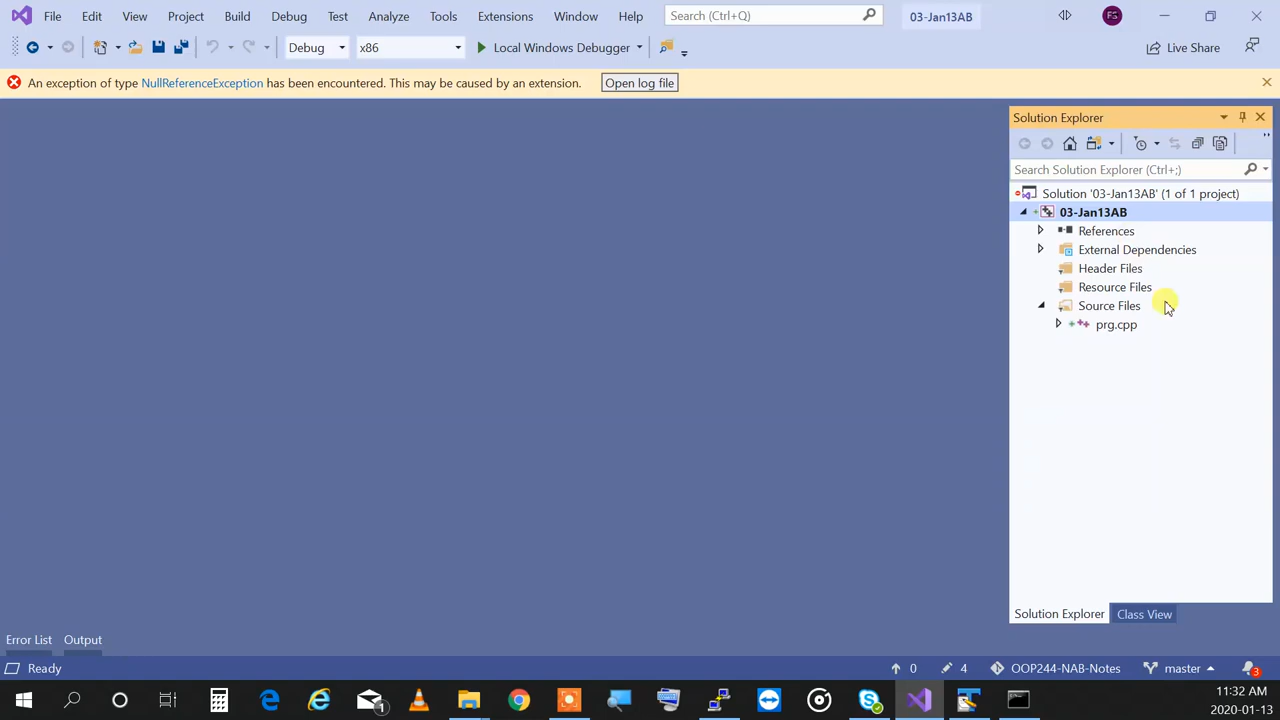 File Edit View Project Build Debug Test Analyze Tools Extensions Window Help Search (Ctrl+Q) 03-Jan13AB FS
Debug x86 Local Windows Debugger Live Share
An exception of type NullReferenceException has been encountered. This may be caused by an extension. Open log file
Solution Explorer
Search Solution Explorer (Ctrl+;)
Solution '03-Jan13AB' (1 of 1 project)
03-Jan13AB
References
External Dependencies
Header Files
Resource Files
Source Files
prg.cpp
Solution Explorer Class View
Error List Output
Ready 0 4 OOP244-NAB-Notes master 3
1 11:32 AM
2020-01-13